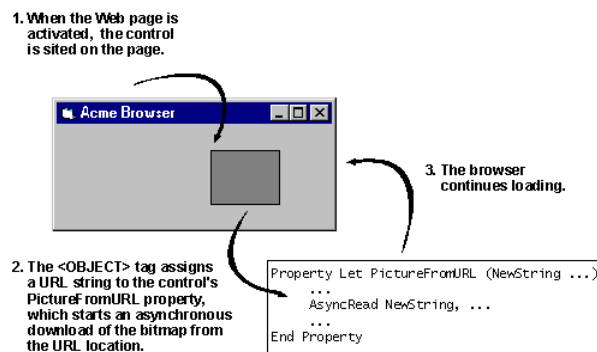 1. When the Web page is
activated, the control
is sited on the page.
Acme Browser
3. The browser
continues loading.
2. The <OBJECT> tag assigns
a URL string to the control's
PictureFromURL property,
which starts an asynchronous
download of the bitmap from
the URL location.
Property Let PictureFromURL (NewString ...)
...
AsyncRead NewString, ...
...
End Property